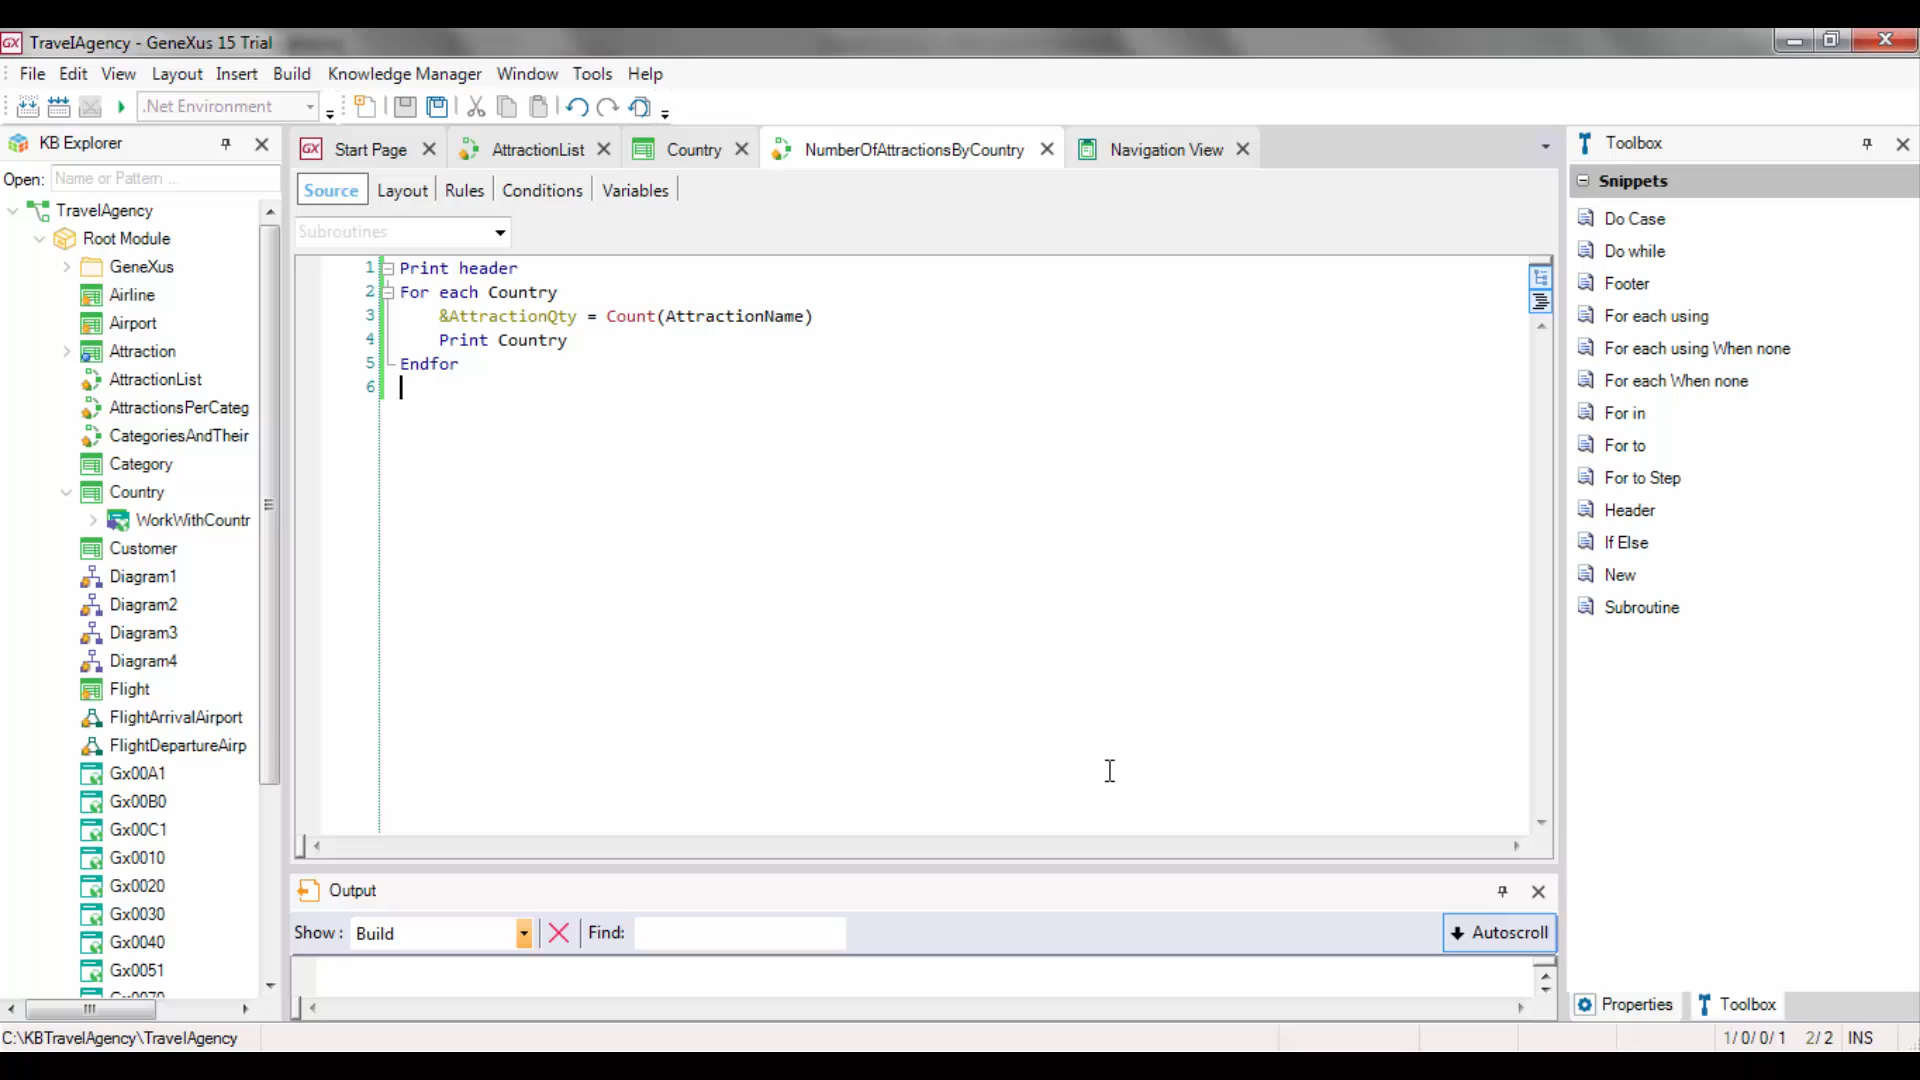 TravelAgency - GeneXus 15 Trial
File Edit View Layout Insert Build Knowledge Manager Window Tools Help
.Net Environment
KB Explorer
Open: Name or Pattern ...
TravelAgency
Root Module
GeneXus
Airline
Airport
Attraction
AttractionList
AttractionsPerCateg
CategoriesAndTheir
Category
Country
WorkWithCountr
Customer
Diagram1
Diagram2
Diagram3
Diagram4
Flight
FlightArrivalAirport
FlightDepartureAirp
Gx00A1
Gx00B0
Gx00C1
Gx0010
Gx0020
Gx0030
Gx0040
Gx0051
Start Page AttractionList Country NumberOfAttractionsByCountry Navigation View
Source Layout Rules Conditions Variables
Subroutines
1 Print header
2 For each Country
3 &AttractionQty = Count(AttractionName)
4 Print Country
5 Endfor
6
Output
Show: Build Find: Autoscroll
Toolbox
Snippets
Do Case
Do while
Footer
For each using
For each using When none
For each When none
For in
For to
For to Step
Header
If Else
New
Subroutine
Properties Toolbox
C:\KBTravelAgency\TravelAgency 1/0/0/1 2/2 INS